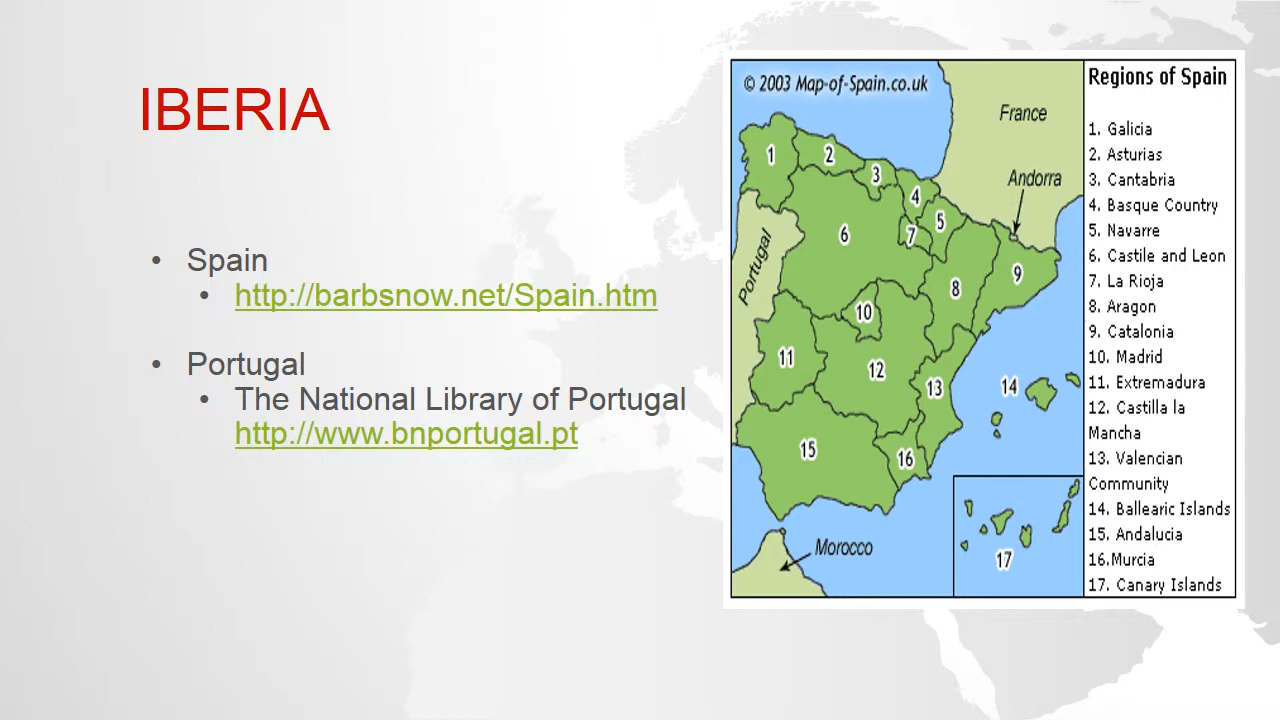 IBERIA
• Spain
• http://barbsnow.net/Spain.htm
• Portugal
• The National Library of Portugal
http://www.bnportugal.pt
© 2003 Map-of-Spain.co.uk
France
Andorra
Portugal
Morocco
1
2
3
4
5
6
7
8
9
10
11
12
13
14
15
16
17
Regions of Spain
1. Galicia
2. Asturias
3. Cantabria
4. Basque Country
5. Navarre
6. Castile and Leon
7. La Rioja
8. Aragon
9. Catalonia
10. Madrid
11. Extremadura
12. Castilla la
Mancha
13. Valencian
Community
14. Ballearic Islands
15. Andalucia
16.Murcia
17. Canary Islands